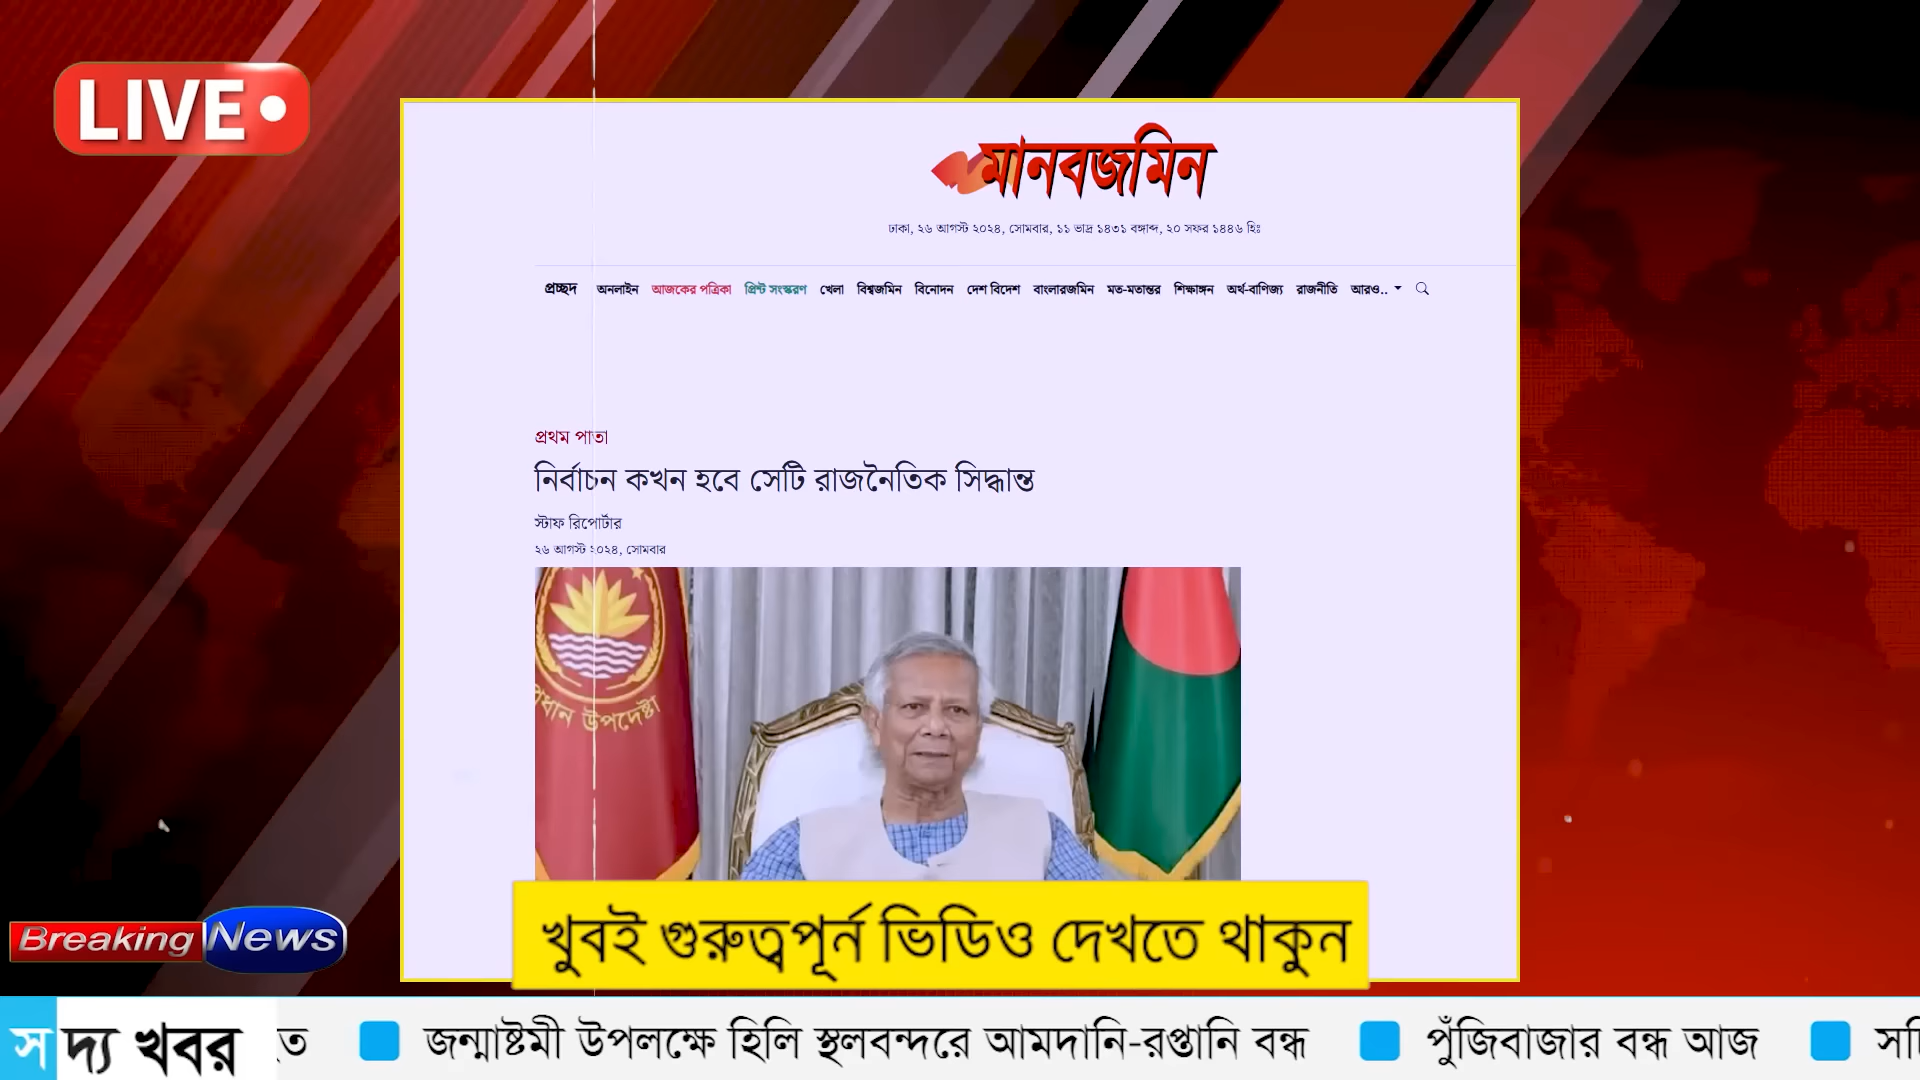 LIVE
মানবজমিন
ঢাকা, ২৬ আগস্ট ২০২৪, সোমবার, ১১ ভাদ্র ১৪৩১ বঙ্গাব্দ, ২০ সফর ১৪৪৬ হিঃ
প্রচ্ছদ অনলাইন আজকের পত্রিকা প্রিন্ট সংস্করণ খেলা বিশ্বজমিন বিনোদন দেশ বিদেশ বাংলারজমিন মত-মতান্তর শিক্ষাঙ্গন অর্থ-বাণিজ্য রাজনীতি আরও..
প্রথম পাতা
নির্বাচন কখন হবে সেটি রাজনৈতিক সিদ্ধান্ত
স্টাফ রিপোর্টার
২৬ আগস্ট ২০২৪, সোমবার
উপদেষ্টা
খুবই গুরুত্বপূর্ন ভিডিও দেখতে থাকুন
Breaking News
সদ্য খবর জন্মাষ্টমী উপলক্ষে হিলি স্থলবন্দরে আমদানি-রপ্তানি বন্ধ পুঁজিবাজার বন্ধ আজ